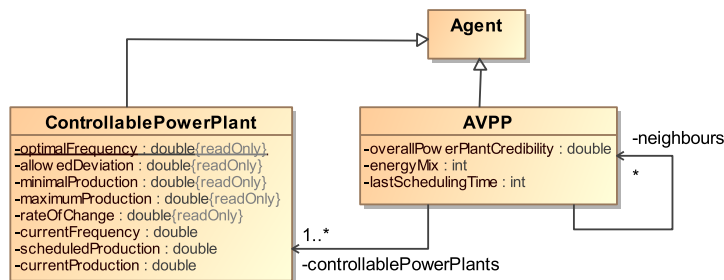 Agent
ControllablePowerPlant
-optimalFrequency : double{readOnly}
-allowedDeviation : double{readOnly}
-minimalProduction : double{readOnly}
-maximumProduction : double{readOnly}
-rateOfChange : double{readOnly}
-currentFrequency : double
-scheduledProduction : double
-currentProduction : double
AVPP
-overallPowerPlantCredibility : double
-energyMix : int
-lastSchedulingTime : int
-neighbours
*
1..*
-controllablePowerPlants